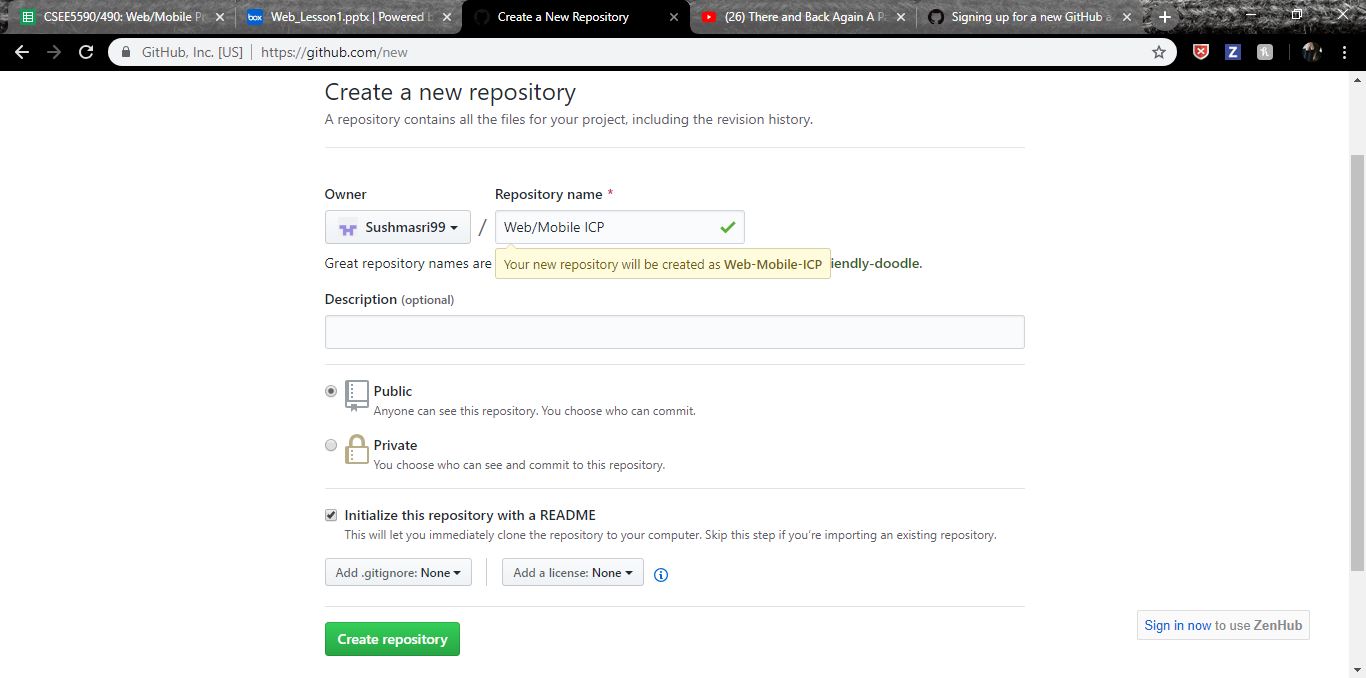 CSEE5590/490: Web/Mobile P
Web_Lesson1.pptx | Powered b
Create a New Repository
(26) There and Back Again A Pa
Signing up for a new GitHub a
GitHub, Inc. [US] https://github.com/new
Create a new repository
A repository contains all the files for your project, including the revision history.
Owner Repository name *
Sushmasri99 / Web/Mobile ICP
Great repository names are iendly-doodle.
Your new repository will be created as Web-Mobile-ICP
Description (optional)
Public
Anyone can see this repository. You choose who can commit.
Private
You choose who can see and commit to this repository.
Initialize this repository with a README
This will let you immediately clone the repository to your computer. Skip this step if you're importing an existing repository.
Add .gitignore: None Add a license: None
Create repository
Sign in now to use ZenHub